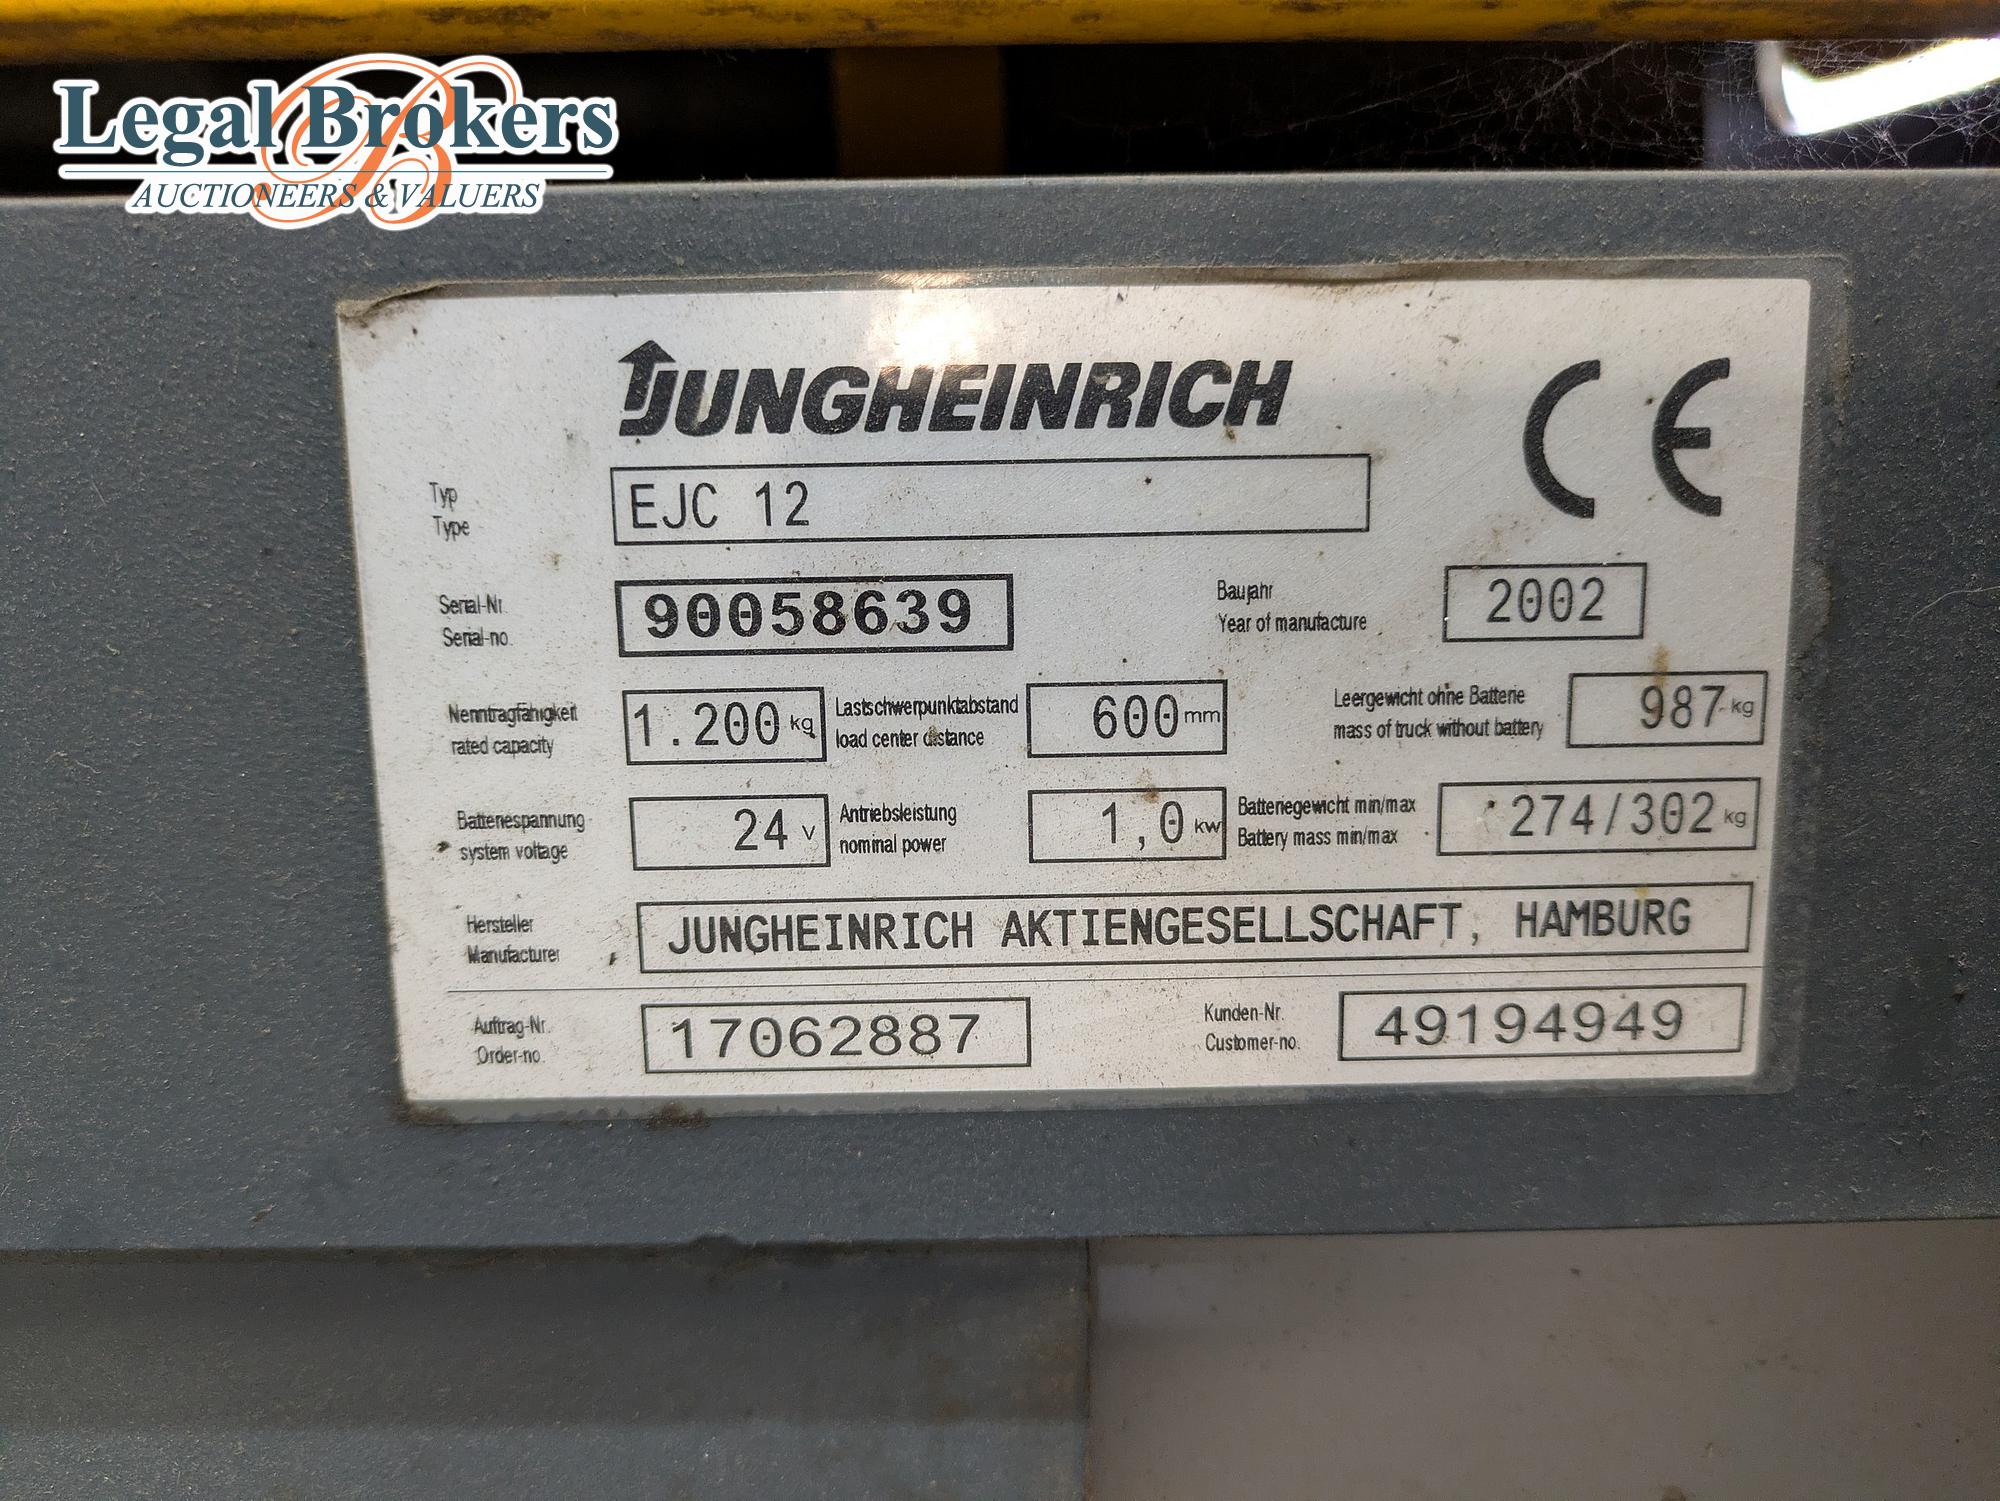 Legal Brokers
AUCTIONEERS & VALUERS
JUNGHEINRICH CE
Typ
Type
EJC 12
Serial-Nr.
Serial-no.
90058639
Baujahr
Year of manufacture
2002
Nenntragfähigkeit
rated capacity
1.200 kg
Lastschwerpunktabstand
load center distance
600 mm
Leergewicht ohne Batterie
mass of truck without battery
987 kg
Batteriespannung
system voltage
24 V
Antriebsleistung
nominal power
1,0 kw
Batteriegewicht min/max
Battery mass min/max
274/302 kg
Hersteller
Manufacturer
JUNGHEINRICH AKTIENGESELLSCHAFT, HAMBURG
Auftrag-Nr.
Order-no.
17062887
Kunden-Nr.
Customer-no.
49194949